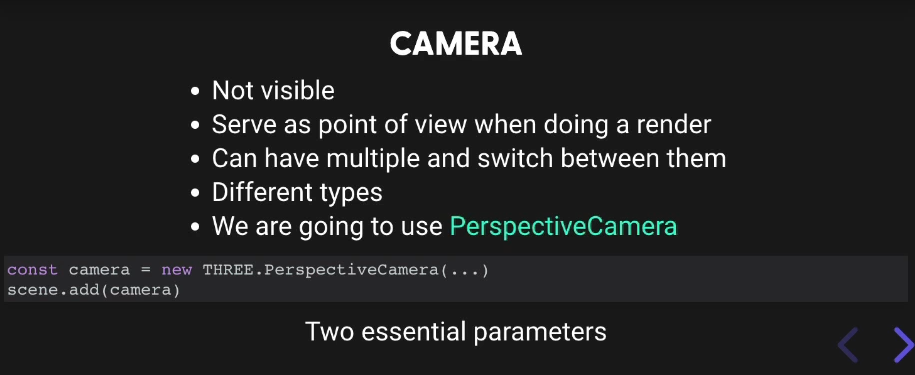 CAMERA
• Not visible
• Serve as point of view when doing a render
• Can have multiple and switch between them
• Different types
• We are going to use PerspectiveCamera
const camera = new THREE.PerspectiveCamera(...)
scene.add(camera)
Two essential parameters